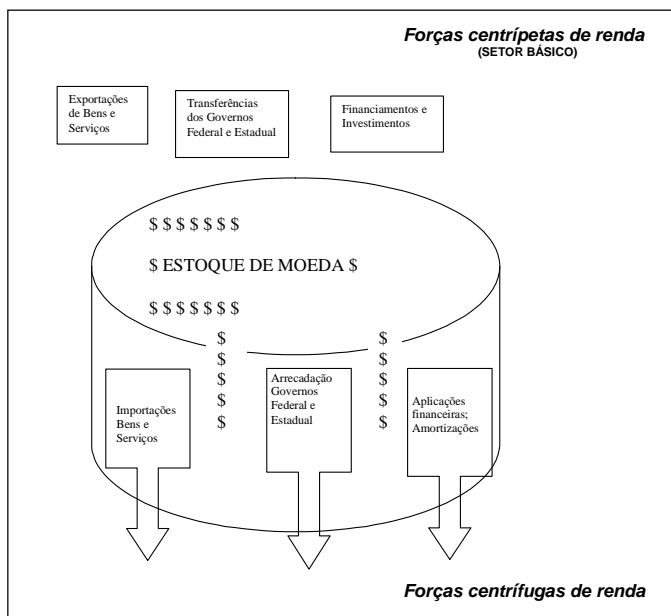 Forças centrípetas de renda
(SETOR BÁSICO)
Exportações
de Bens e
Serviços
Transferências
dos Governos
Federal e Estadual
Financiamentos e
Investimentos
$ $ $ $ $ $ $
$ ESTOQUE DE MOEDA $
$ $ $ $ $ $ $
$
$
$
$
$
$
$
$
$
$
Importações
Bens e
Serviços
Arrecadação
Governos
Federal e
Estadual
Aplicações
financeiras;
Amortizações
Forças centrífugas de renda